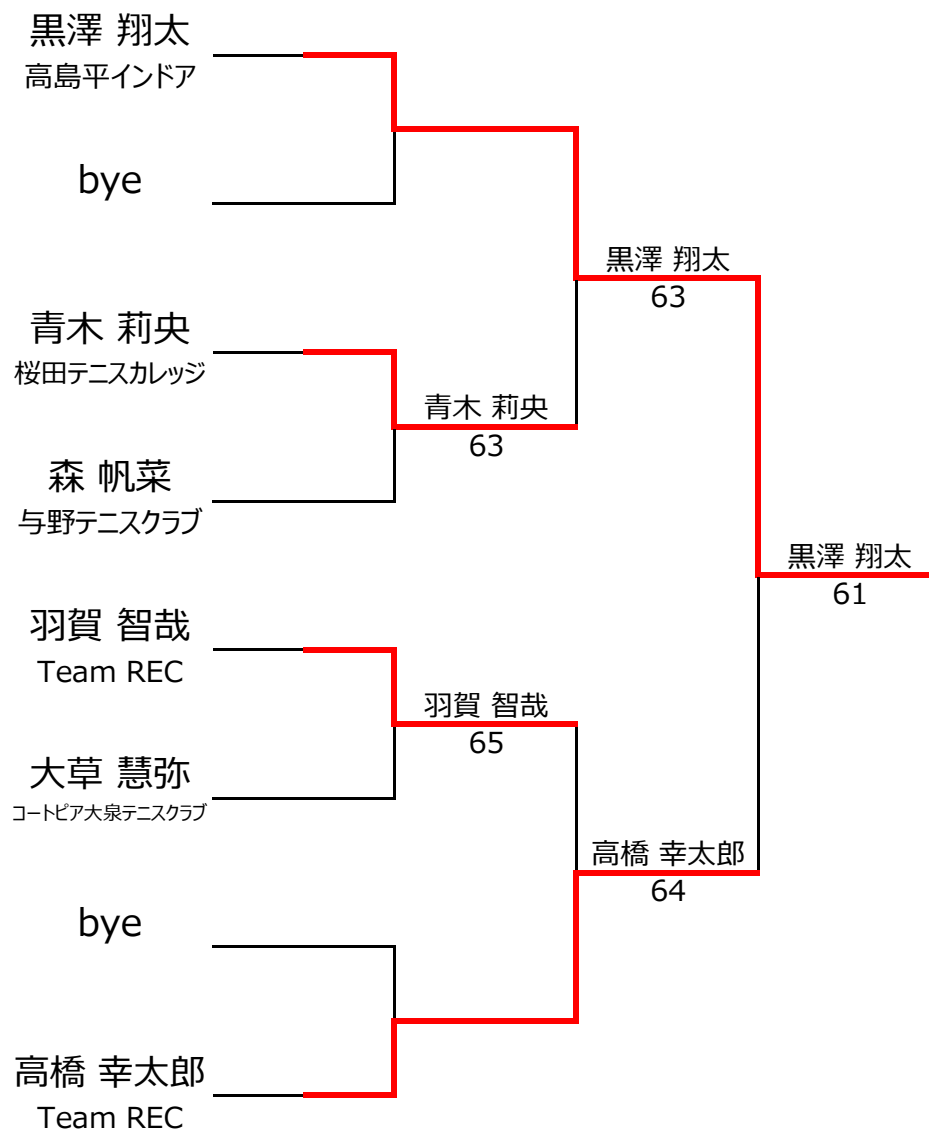 黒澤 翔太
高島平インドア
bye
青木 莉央
桜田テニスカレッジ
森 帆菜
与野テニスクラブ
羽賀 智哉
Team REC
大草 慧弥
コートピア大泉テニスクラブ
bye
高橋 幸太郎
Team REC
青木 莉央
63
羽賀 智哉
65
黒澤 翔太
63
高橋 幸太郎
64
黒澤 翔太
61